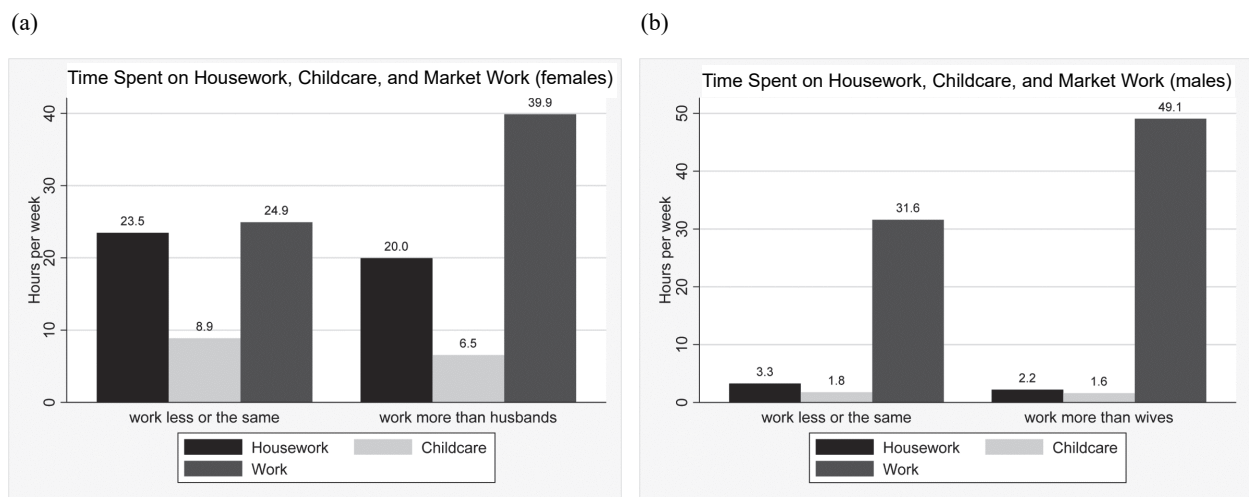 (a)
Time Spent on Housework, Childcare, and Market Work (females)
Hours per week
40
30
20
10
0
23.5
8.9
24.9
20.0
6.5
39.9
work less or the same
work more than husbands
Housework
Childcare
Work
(b)
Time Spent on Housework, Childcare, and Market Work (males)
Hours per week
50
40
30
20
10
0
3.3
1.8
31.6
2.2
1.6
49.1
work less or the same
work more than wives
Housework
Childcare
Work